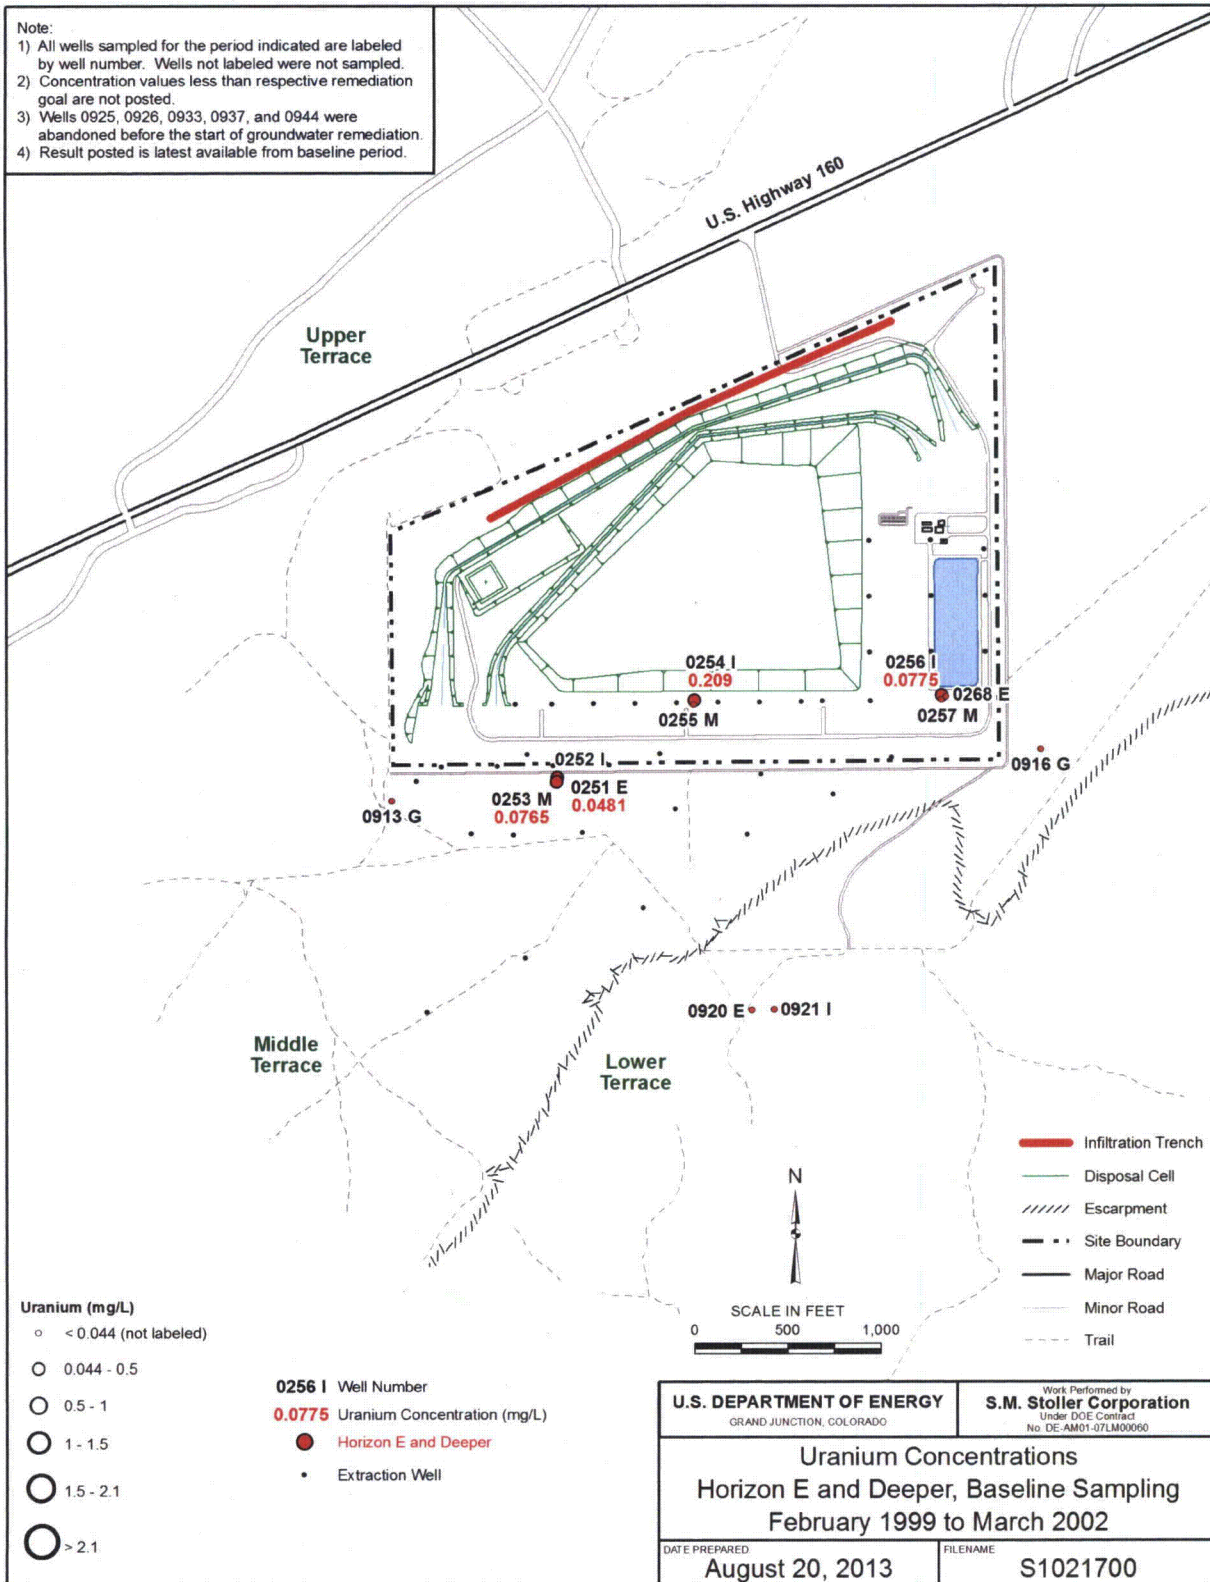 Note:
1) All wells sampled for the period indicated are labeled
by well number. Wells not labeled were not sampled.
2) Concentration values less than respective remediation
goal are not posted.
3) Wells 0925, 0926, 0933, 0937, and 0944 were
abandoned before the start of groundwater remediation.
4) Result posted is latest available from baseline period.
U.S. Highway 160
Upper
Terrace
0254 I
0.209
0255 M
0256 I
0.0775
0268 E
0257 M
0252 I
0251 E
0.0481
0253 M
0.0765
0913 G
0916 G
0920 E
0921 I
Middle
Terrace
Lower
Terrace
N
SCALE IN FEET
0 500 1,000
Infiltration Trench
Disposal Cell
Escarpment
Site Boundary
Major Road
Minor Road
Trail
Uranium (mg/L)
< 0.044 (not labeled)
0.044 - 0.5
0.5 - 1
1 - 1.5
1.5 - 2.1
> 2.1
0256 I Well Number
0.0775 Uranium Concentration (mg/L)
Horizon E and Deeper
Extraction Well
U.S. DEPARTMENT OF ENERGY
GRAND JUNCTION, COLORADO
Work Performed by
S.M. Stoller Corporation
Under DOE Contract
No. DE-AM01-07LM00060
Uranium Concentrations
Horizon E and Deeper, Baseline Sampling
February 1999 to March 2002
DATE PREPARED
August 20, 2013
FILENAME
S1021700